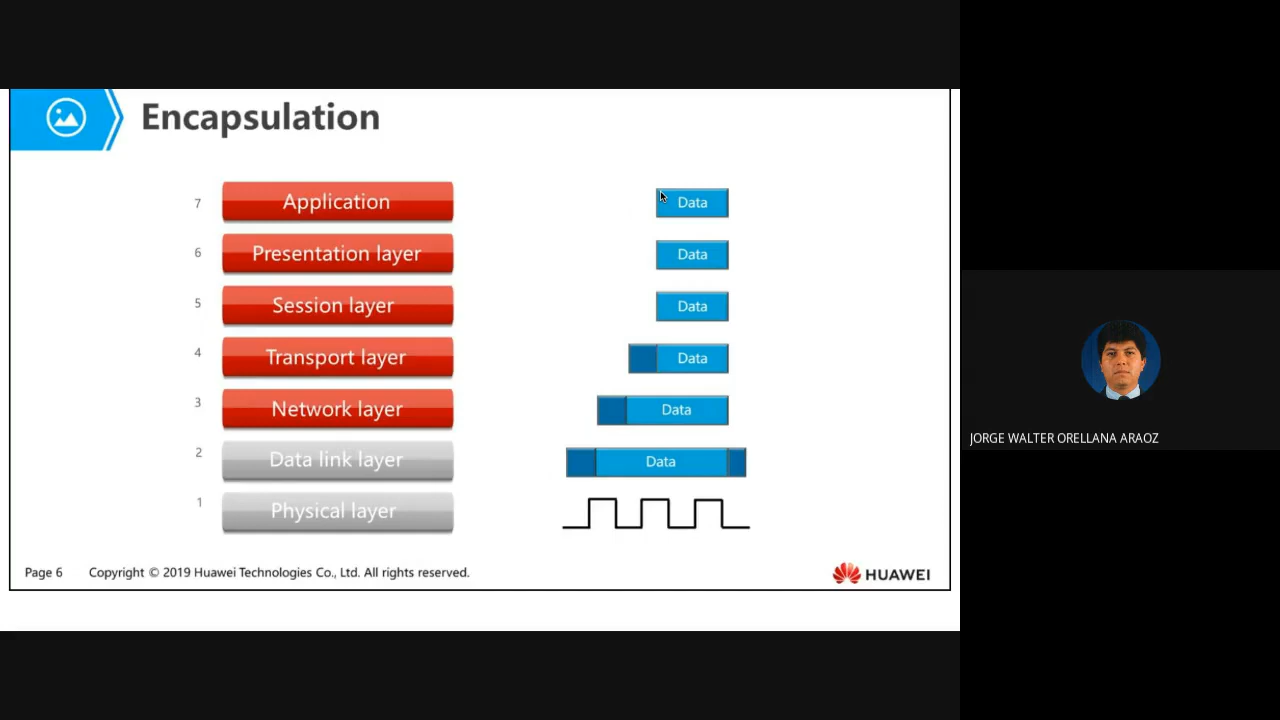 Encapsulation
7 Application Data
6 Presentation layer Data
5 Session layer Data
4 Transport layer Data
3 Network layer Data
2 Data link layer Data
1 Physical layer
Page 6 Copyright © 2019 Huawei Technologies Co., Ltd. All rights reserved.
HUAWEI
JORGE WALTER ORELLANA ARAOZ